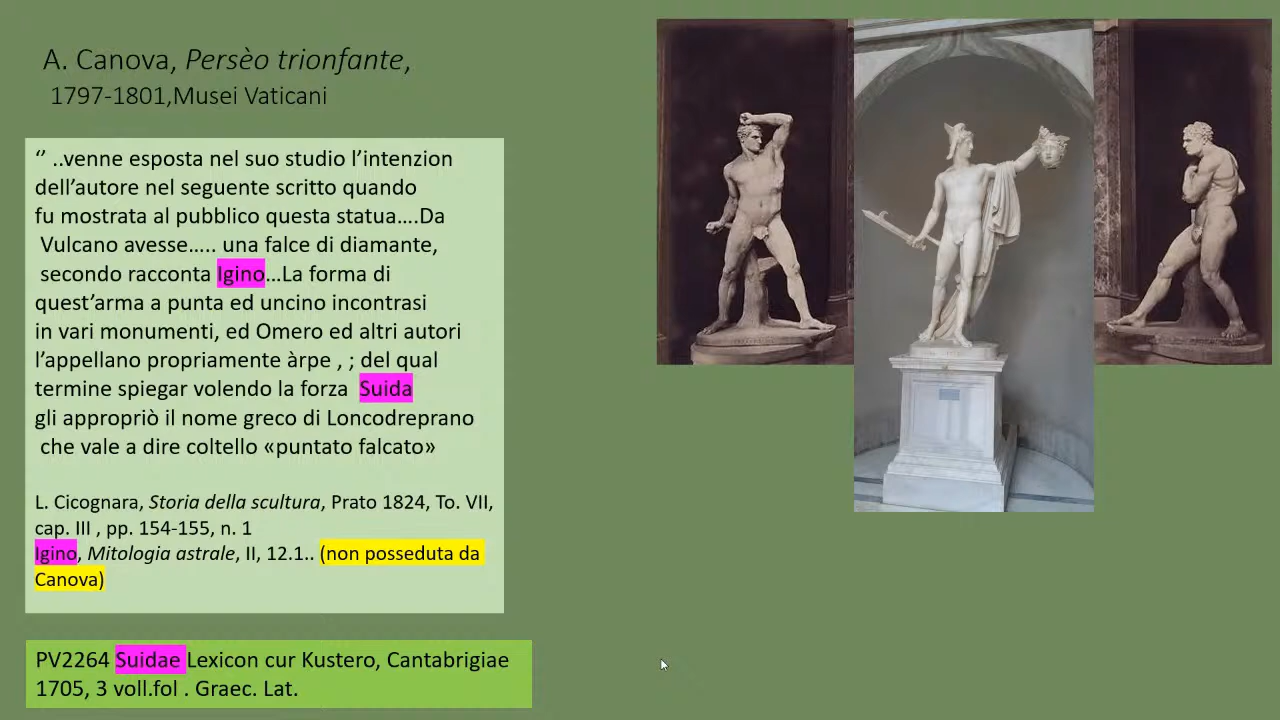 A. Canova, Persèo trionfante,
1797-1801,Musei Vaticani
‘’ ..venne esposta nel suo studio l’intenzion
dell’autore nel seguente scritto quando
fu mostrata al pubblico questa statua….Da
Vulcano avesse….. una falce di diamante,
secondo racconta Igino…La forma di
quest’arma a punta ed uncino incontrasi
in vari monumenti, ed Omero ed altri autori
l’appellano propriamente àrpe , ; del qual
termine spiegar volendo la forza Suida
gli appropriò il nome greco di Loncodreprano
che vale a dire coltello «puntato falcato»
L. Cicognara, Storia della scultura, Prato 1824, To. VII,
cap. III , pp. 154-155, n. 1
Igino, Mitologia astrale, II, 12.1.. (non posseduta da
Canova)
PV2264 Suidae Lexicon cur Kustero, Cantabrigiae
1705, 3 voll.fol . Graec. Lat.